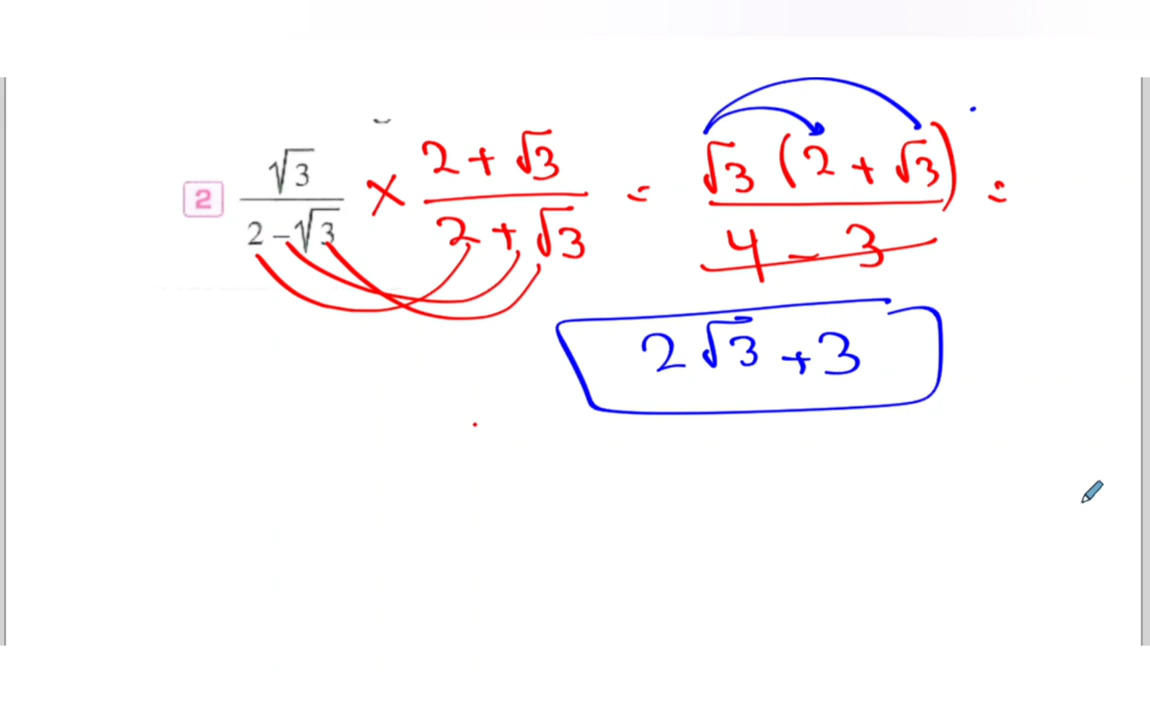 2 √3 / (2 − √3) × (2 + √3) / (2 + √3) = √3 (2 + √3) / (4 − 3) =
2√3 + 3